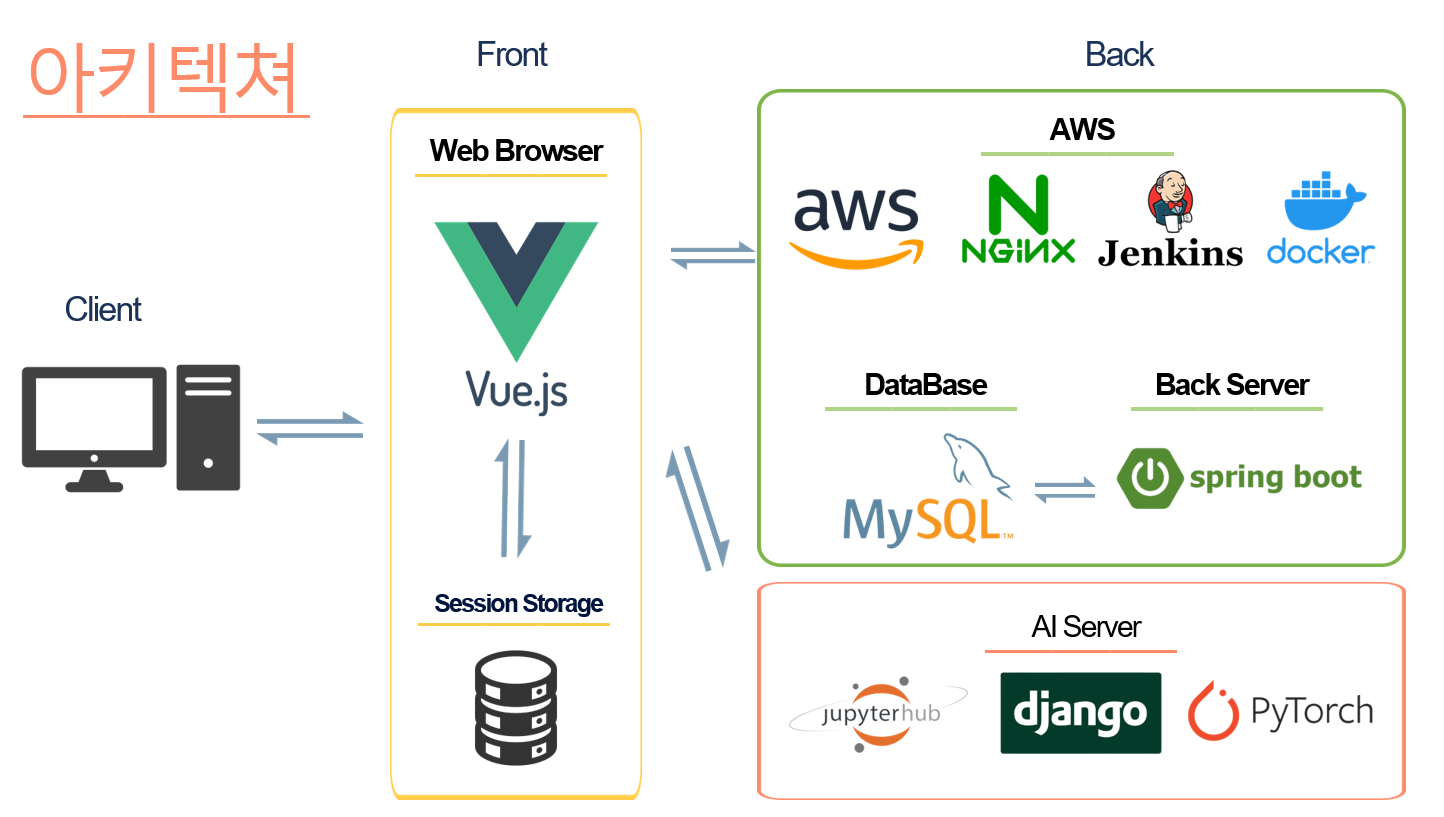 아키텍쳐
Front
Back
Client
Web Browser
Vue.js
Session Storage
AWS
aws
NGINX
Jenkins
docker
DataBase
Back Server
MySQL™
spring boot
AI Server
jupyterhub
django
PyTorch